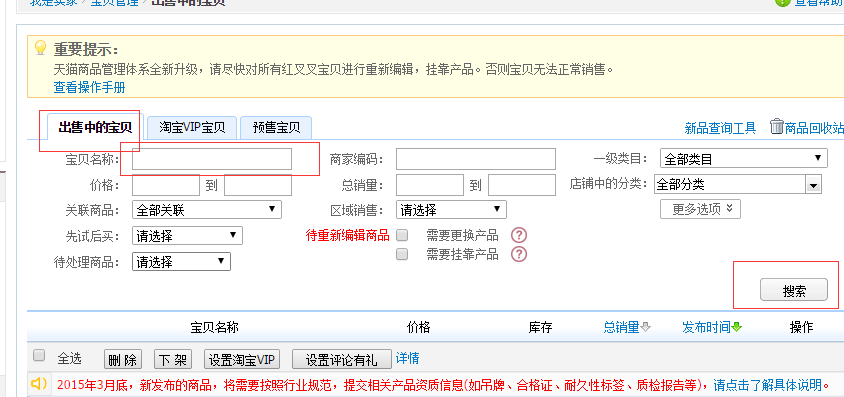 我是卖家 > 宝贝管理 > 出售中的宝贝 查看帮助
重要提示：
天猫商品管理体系全新升级，请尽快对所有红叉叉宝贝进行重新编辑，挂靠产品。否则宝贝无法正常销售。
查看操作手册
出售中的宝贝 淘宝VIP宝贝 预售宝贝 新品查询工具 商品回收站
宝贝名称： 商家编码： 一级类目： 全部类目
价格： 到 总销量： 到 店铺中的分类： 全部分类
关联商品： 全部关联 区域销售： 请选择 更多选项
先试后买： 请选择 待重新编辑商品 需要更换产品 ?
待处理商品： 请选择 需要挂靠产品 ?
搜索
宝贝名称 价格 库存 总销量 发布时间 操作
全选 删除 下架 设置淘宝VIP 设置评论有礼 详情
2015年3月底，新发布的商品，将需要按照行业规范，提交相关产品资质信息(如吊牌、合格证、耐久性标签、质检报告等)，请点击了解具体说明。